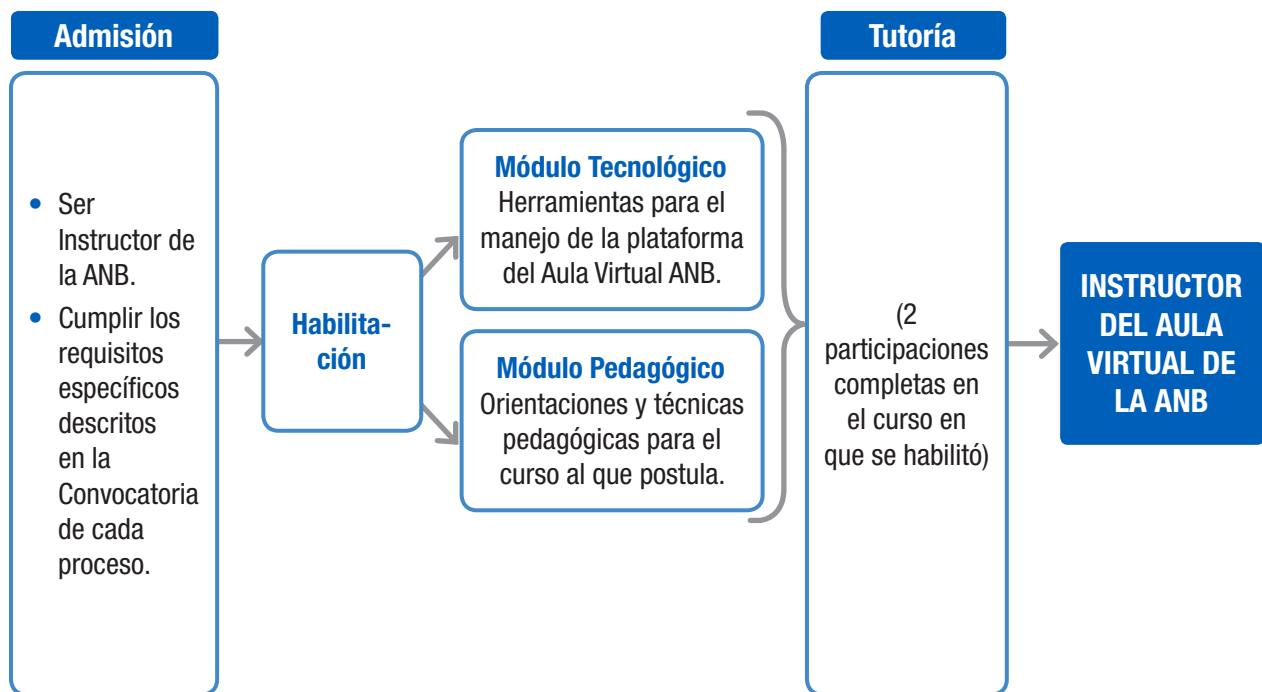 Admisión
• Ser
Instructor de
la ANB.
• Cumplir los
requisitos
específicos
descritos
en la
Convocatoria
de cada
proceso.
Habilita-
ción
Módulo Tecnológico
Herramientas para el
manejo de la plataforma
del Aula Virtual ANB.
Módulo Pedagógico
Orientaciones y técnicas
pedagógicas para el
curso al que postula.
Tutoría
(2
participaciones
completas en
el curso en
que se habilitó)
INSTRUCTOR
DEL AULA
VIRTUAL DE
LA ANB